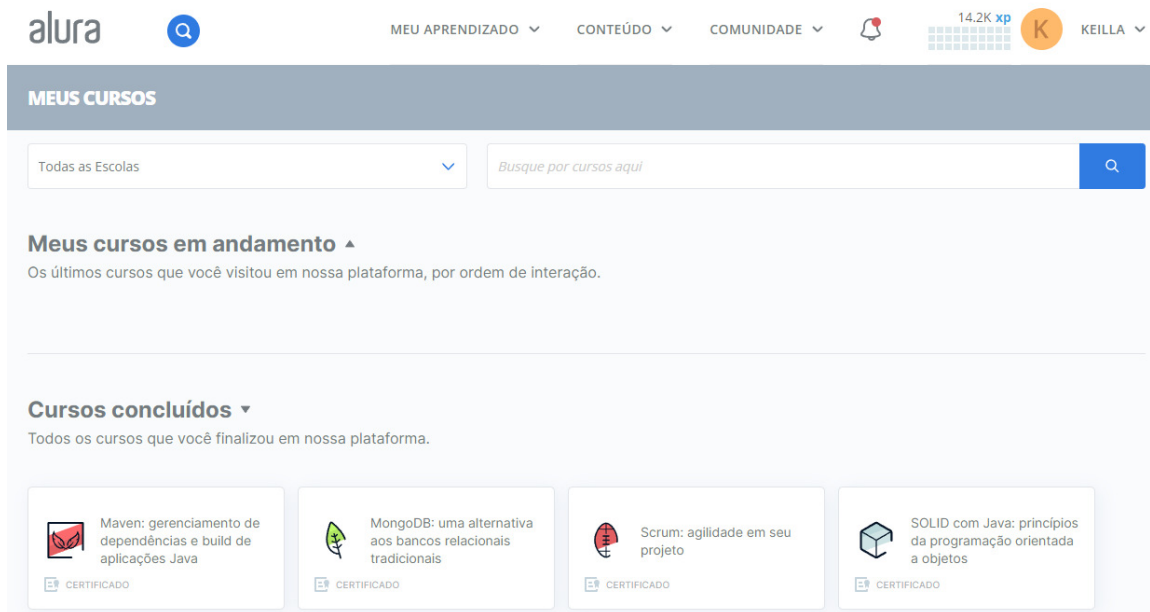 alura
MEU APRENDIZADO
CONTEÚDO
COMUNIDADE
14.2K xp
K
KEILLA
MEUS CURSOS
Todas as Escolas
Busque por cursos aqui
Meus cursos em andamento
Os últimos cursos que você visitou em nossa plataforma, por ordem de interação.
Cursos concluídos
Todos os cursos que você finalizou em nossa plataforma.
Maven: gerenciamento de
dependências e build de
aplicações Java
CERTIFICADO
MongoDB: uma alternativa
aos bancos relacionais
tradicionais
CERTIFICADO
Scrum: agilidade em seu
projeto
CERTIFICADO
SOLID com Java: princípios
da programação orientada
a objetos
CERTIFICADO